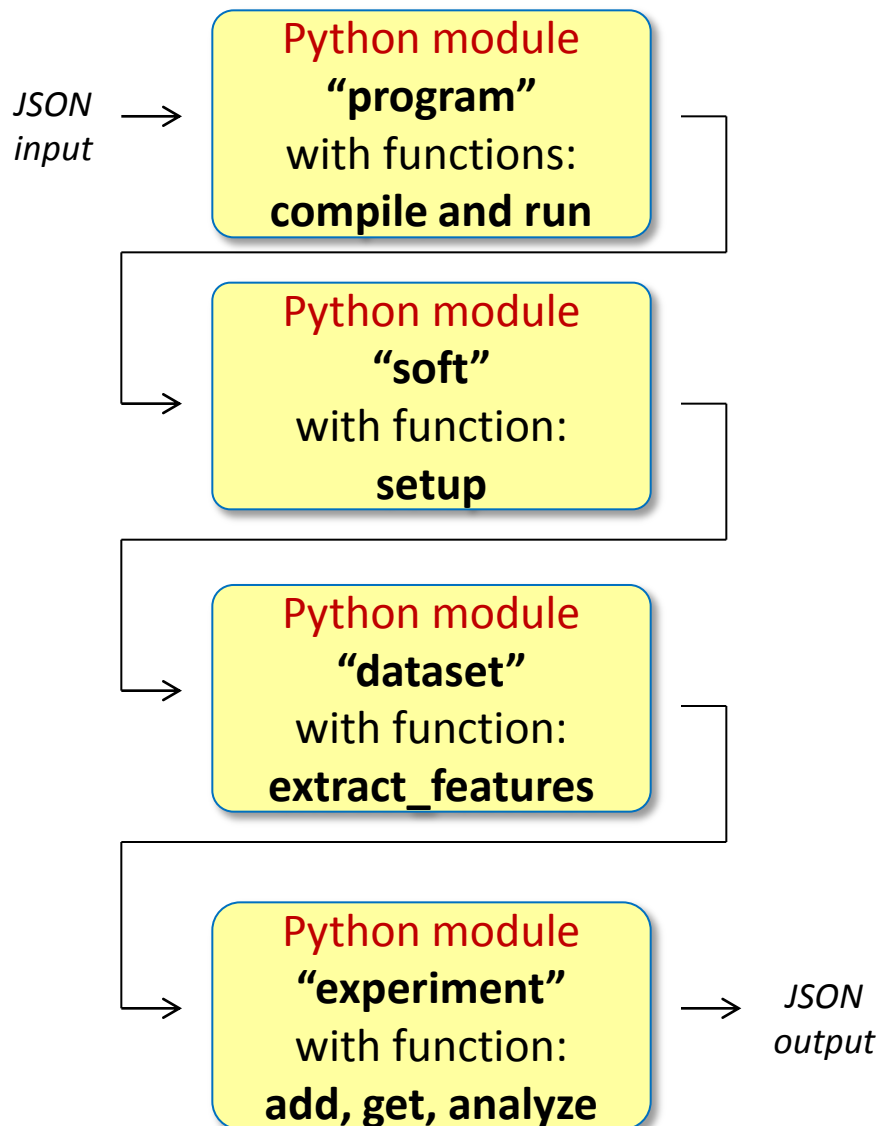 Python module
“program”
with functions:
compile and run
JSON
input
Python module
“soft”
with function:
setup
Python module
“dataset”
with function:
extract_features
Python module
“experiment”
with function:
add, get, analyze
JSON
output